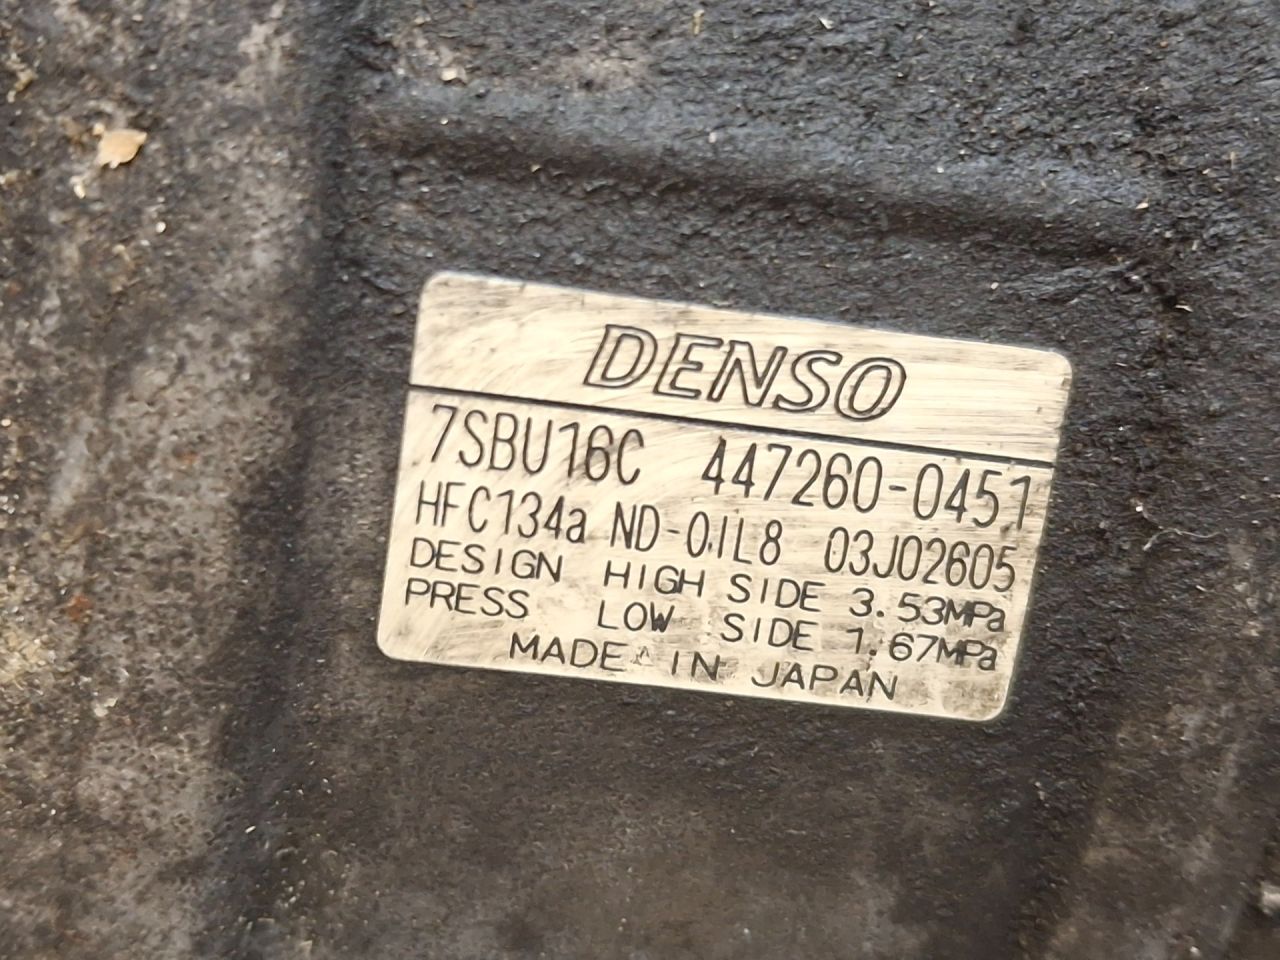 DENSO
7SBU16C 447260-0451
HFC134a ND-OIL8 03J02605
DESIGN HIGH SIDE 3.53MPa
PRESS LOW SIDE 1.67MPa
MADE IN JAPAN